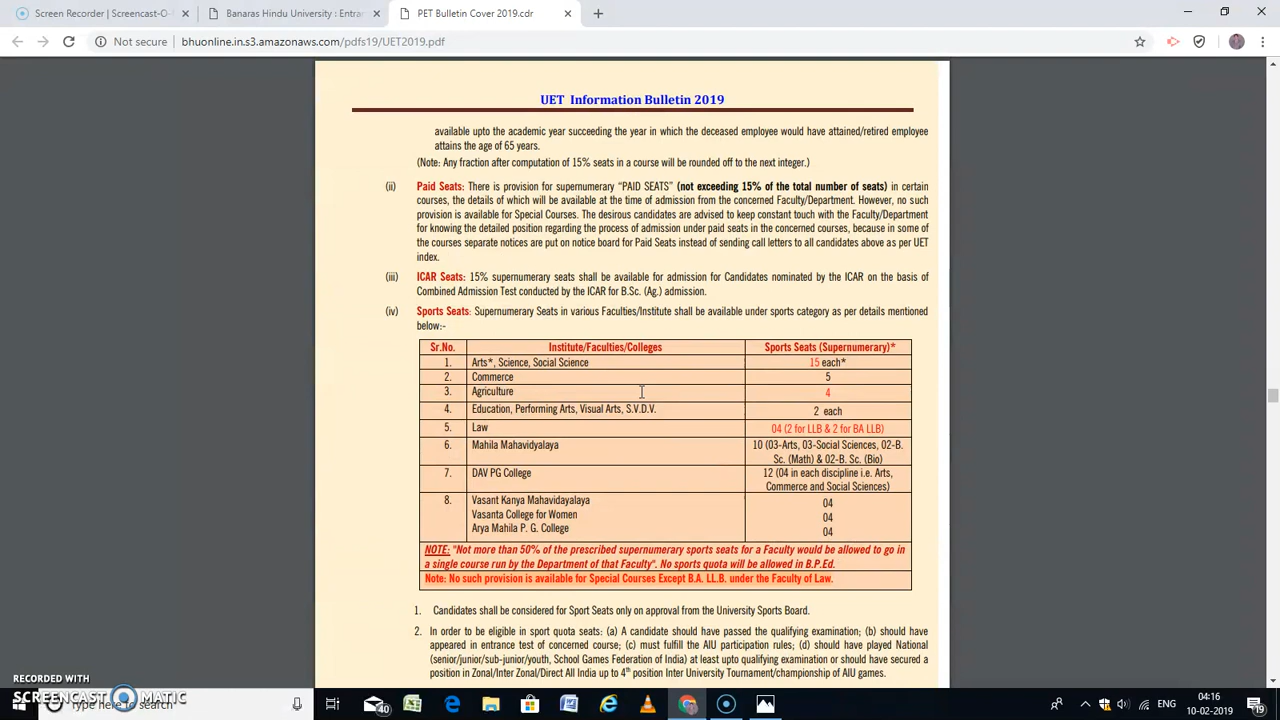 Screen Recorder | Screencast-O-
Banaras Hindu University:: Entran
PET Bulletin Cover 2019.cdr
Not secure | bhuonline.in.s3.amazonaws.com/pdfs19/UET2019.pdf
UET Information Bulletin 2019
available upto the academic year succeeding the year in which the deceased employee would have attained/retired employee
attains the age of 65 years.
(Note: Any fraction after computation of 15% seats in a course will be rounded off to the next integer.)
(ii) Paid Seats: There is provision for supernumerary “PAID SEATS” (not exceeding 15% of the total number of seats) in certain
courses, the details of which will be available at the time of admission from the concerned Faculty/Department. However, no such
provision is available for Special Courses. The desirous candidates are advised to keep constant touch with the Faculty/Department
for knowing the detailed position regarding the process of admission under paid seats in the concerned courses, because in some of
the courses separate notices are put on notice board for Paid Seats instead of sending call letters to all candidates above as per UET
index.
(iii) ICAR Seats: 15% supernumerary seats shall be available for admission for Candidates nominated by the ICAR on the basis of
Combined Admission Test conducted by the ICAR for B.Sc. (Ag.) admission.
(iv) Sports Seats: Supernumerary Seats in various Faculties/Institute shall be available under sports category as per details mentioned
below:-
Sr.No. Institute/Faculties/Colleges Sports Seats (Supernumerary)*
1. Arts*, Science, Social Science 15 each*
2. Commerce 5
3. Agriculture 4
4. Education, Performing Arts, Visual Arts, S.V.D.V. 2 each
5. Law 04 (2 for LLB & 2 for BA LLB)
6. Mahila Mahavidyalaya 10 (03-Arts, 03-Social Sciences, 02-B.
Sc. (Math) & 02-B. Sc. (Bio)
7. DAV PG College 12 (04 in each discipline i.e. Arts,
Commerce and Social Sciences)
8. Vasant Kanya Mahavidayalaya 04
Vasanta College for Women 04
Arya Mahila P. G. College 04
NOTE: "Not more than 50% of the prescribed supernumerary sports seats for a Faculty would be allowed to go in
a single course run by the Department of that Faculty". No sports quota will be allowed in B.P.Ed.
Note: No such provision is available for Special Courses Except B.A. LL.B. under the Faculty of Law.
1. Candidates shall be considered for Sport Seats only on approval from the University Sports Board.
2. In order to be eligible in sport quota seats: (a) A candidate should have passed the qualifying examination; (b) should have
appeared in entrance test of concerned course; (c) must fulfill the AIU participation rules; (d) should have played National
(senior/junior/sub-junior/youth, School Games Federation of India) at least upto qualifying examination or should have secured a
position in Zonal/Inter Zonal/Direct All India up to 4th position Inter University Tournament/championship of AIU games.
RECORDED WITH
SCREENCAST MATIC
type here to search
40
ENG
04:16
10-02-2019
19